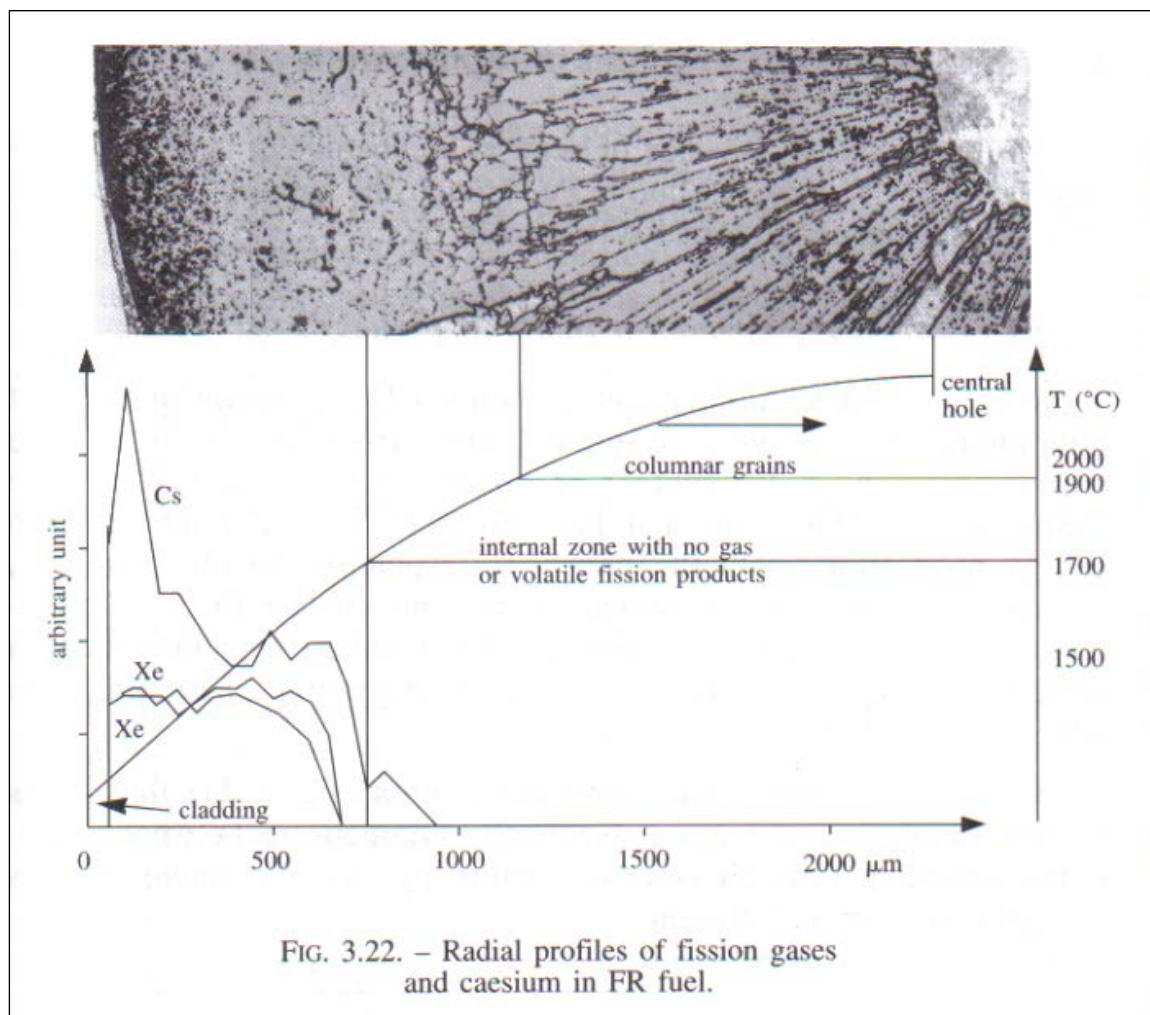 central
hole
T (°C)
2000
columnar grains
1900
Cs
internal zone with no gas
or volatile fission products
1700
arbitrary unit
1500
Xe
Xe
cladding
0
500
1000
1500
2000
μm
FIG. 3.22. – Radial profiles of fission gases
and caesium in FR fuel.